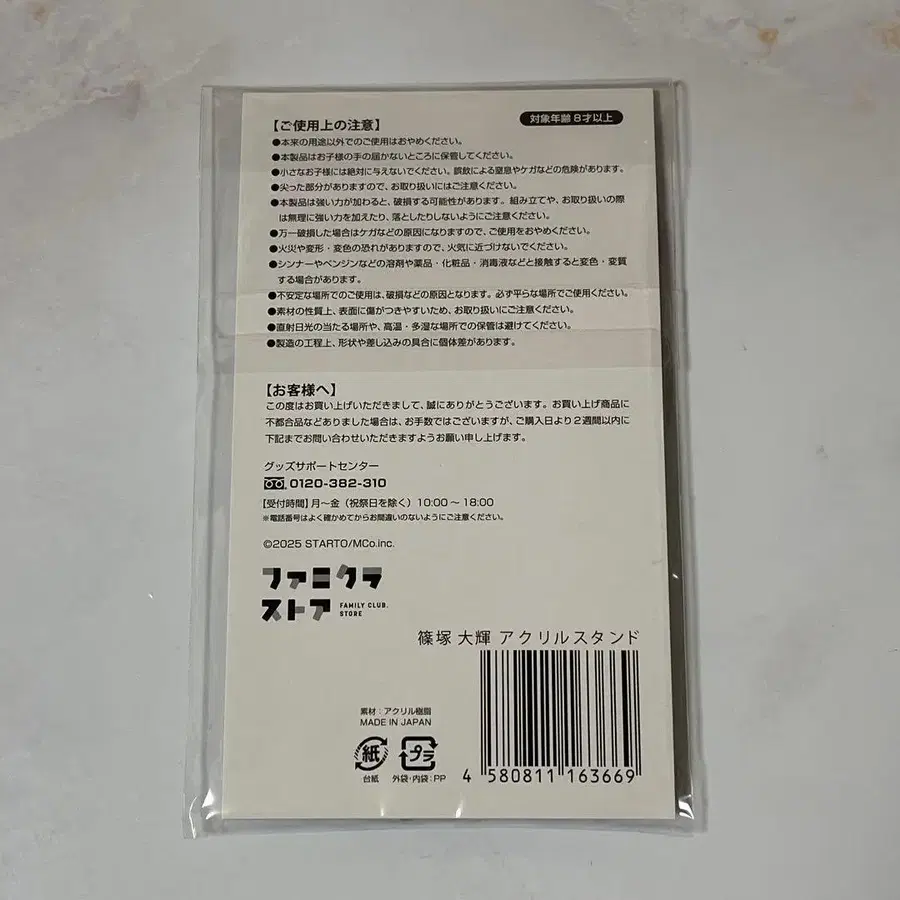 【ご使用上の注意】
対象年齢 8才以上
●本来の用途以外でのご使用はおやめください。
●本製品はお子様の手の届かないところに保管してください。
●小さなお子様には絶対に与えないでください。誤飲による窒息やケガなどの危険があります。
●尖った部分がありますので、お取り扱いにはご注意ください。
●本製品は強い力が加わると、破損する可能性があります。組み立てや、お取り扱いの際
は無理に強い力を加えたり、落としたりしないようにご注意ください。
●万一破損した場合はケガなどの原因になりますので、ご使用をおやめください。
●火災や変形・変色の恐れがありますので、火気に近づけないでください。
●シンナーやベンジンなどの溶剤や薬品・化粧品・消毒液などと接触すると変色・変質
する場合があります。
●不安定な場所でのご使用は、破損などの原因となります。必ず平らな場所でご使用ください。
●素材の性質上、表面に傷がつきやすいため、お取り扱いにご注意ください。
●直射日光の当たる場所や、高温・多湿な場所での保管は避けてください。
●製造の工程上、形状や差し込みの具合に個体差があります。
【お客様へ】
この度はお買い上げいただきまして、誠にありがとうございます。お買い上げ商品に
不都合品などありました場合は、お手数ではございますが、ご購入日より2週間以内に
下記までお問い合わせいただきますようお願い申し上げます。
グッズサポートセンター
0120-382-310
【受付時間】月〜金（祝祭日を除く）10:00〜18:00
※電話番号はよく確かめてからお間違いのないようにご注意ください。
©2025 STARTO/MCo.inc.
ファミクラ
ストア FAMILY CLUB.
STORE
篠塚 大輝 アクリルスタンド
素材：アクリル樹脂
MADE IN JAPAN
紙 プラ
台紙 外袋・内袋：PP
4 580811 163669